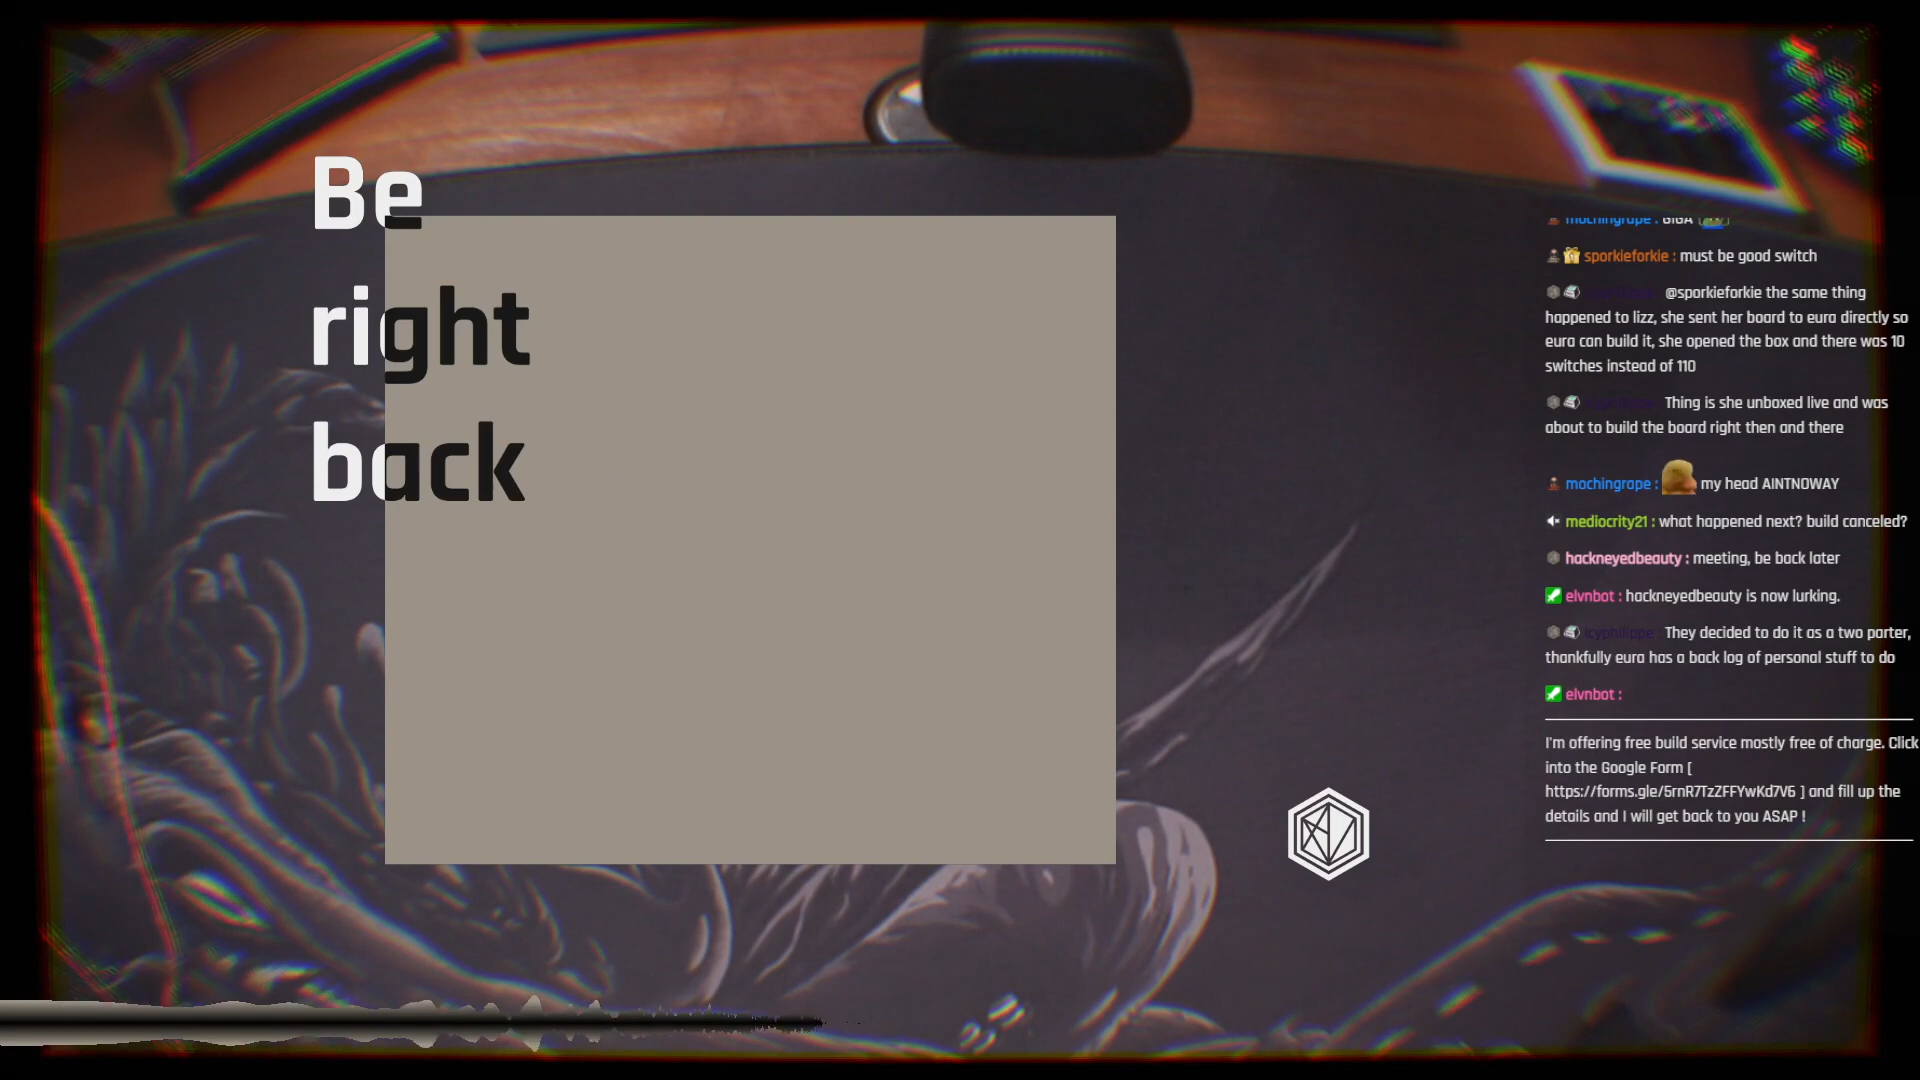 Be
right
back
mochingrape : GIGA
sporkieforkie : must be good switch
@sporkieforkie the same thing
happened to lizz, she sent her board to eura directly so
eura can build it, she opened the box and there was 10
switches instead of 110
Thing is she unboxed live and was
about to build the board right then and there
mochingrape : my head AINTNOWAY
mediocrity21 : what happened next? build canceled?
hackneyedbeauty : meeting, be back later
elvnbot : hackneyedbeauty is now lurking.
icyphilippe : They decided to do it as a two parter,
thankfully eura has a back log of personal stuff to do
elvnbot :
I'm offering free build service mostly free of charge. Click
into the Google Form [
https://forms.gle/5rnR7TzZFFYwKd7V6 ] and fill up the
details and I will get back to you ASAP !